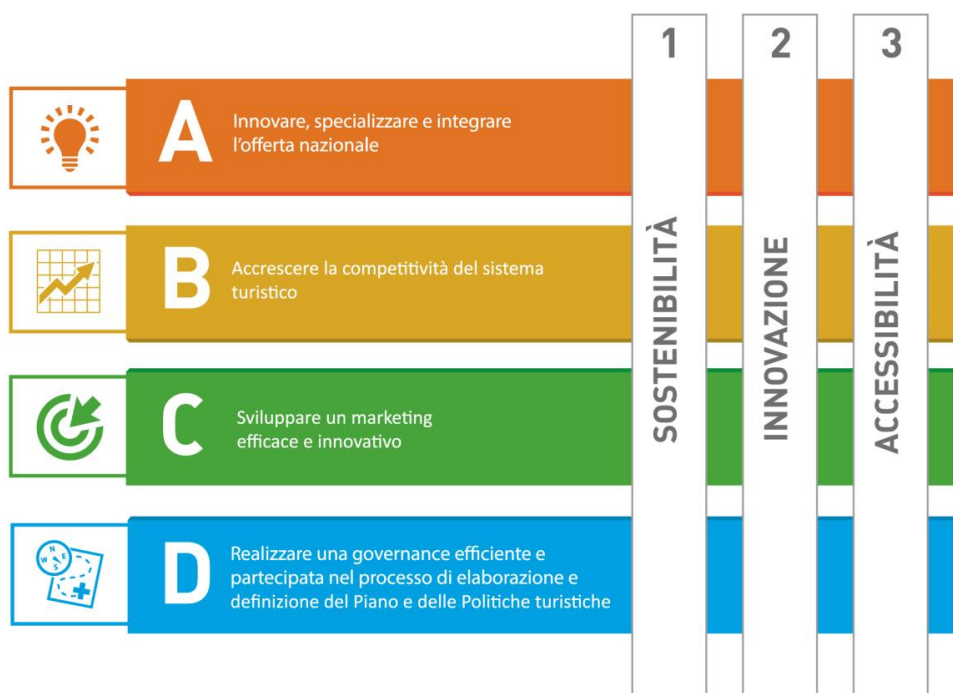 1
2
3
A
Innovare, specializzare e integrare
l'offerta nazionale
B
Accrescere la competitività del sistema
turistico
C
Sviluppare un marketing
efficace e innovativo
D
Realizzare una governance efficiente e
partecipata nel processo di elaborazione e
definizione del Piano e delle Politiche turistiche
SOSTENIBILITÀ
INNOVAZIONE
ACCESSIBILITÀ
N
W
E
S